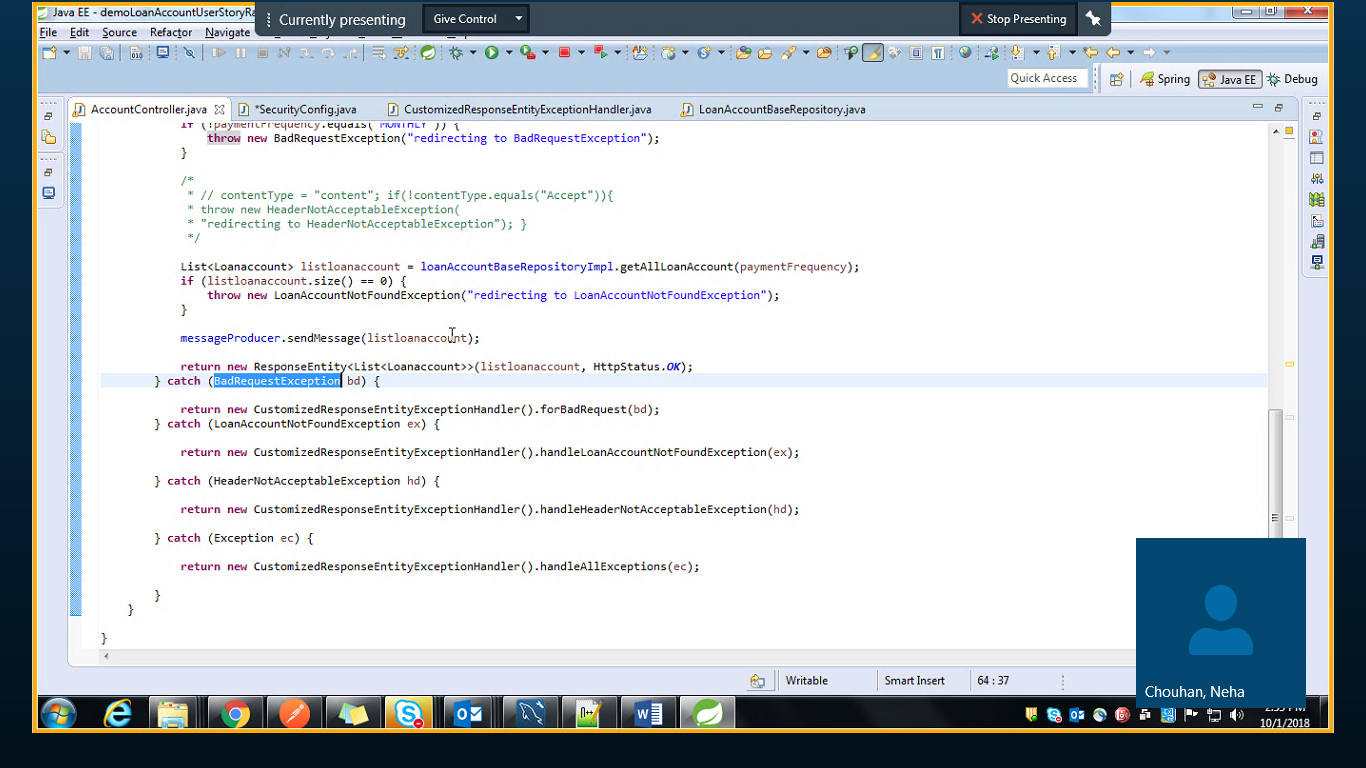 Java EE - demoLoanAccountUserStory
Currently presenting
Give Control
Stop Presenting
File Edit Source Refactor Navigate
Quick Access
Spring
Java EE
Debug
AccountController.java
*SecurityConfig.java
CustomizedResponseEntityExceptionHandler.java
LoanAccountBaseRepository.java
if (!paymentFrequency.equals("MONTHLY")) {
throw new BadRequestException("redirecting to BadRequestException");
}
/*
* // contentType = "content"; if(!contentType.equals("Accept")){
* throw new HeaderNotAcceptableException(
* "redirecting to HeaderNotAcceptableException"); }
*/
List<Loanaccount> listloanaccount = loanAccountBaseRepositoryImpl.getAllLoanAccount(paymentFrequency);
if (listloanaccount.size() == 0) {
throw new LoanAccountNotFoundException("redirecting to LoanAccountNotFoundException");
}
messageProducer.sendMessage(listloanaccount);
return new ResponseEntity<List<Loanaccount>>(listloanaccount, HttpStatus.OK);
} catch (BadRequestException bd) {
return new CustomizedResponseEntityExceptionHandler().forBadRequest(bd);
} catch (LoanAccountNotFoundException ex) {
return new CustomizedResponseEntityExceptionHandler().handleLoanAccountNotFoundException(ex);
} catch (HeaderNotAcceptableException hd) {
return new CustomizedResponseEntityExceptionHandler().handleHeaderNotAcceptableException(hd);
} catch (Exception ec) {
return new CustomizedResponseEntityExceptionHandler().handleAllExceptions(ec);
}
}
}
Writable
Smart Insert
64 : 37
Chouhan, Neha
10/1/2018